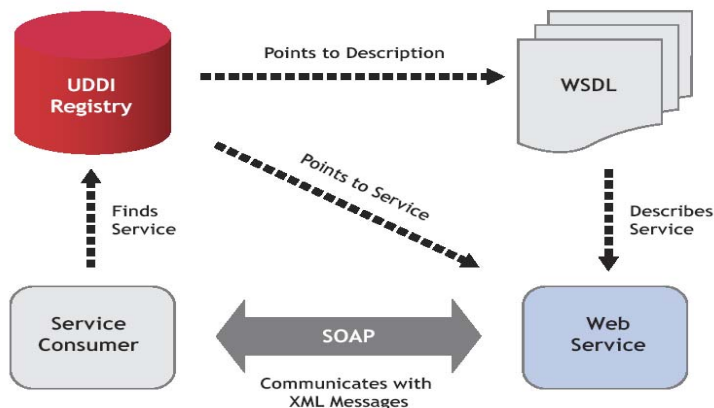 Points to Description
UDDI
Registry
WSDL
Points to Service
Finds
Service
Describes
Service
Service
Consumer
SOAP
Web
Service
Communicates with
XML Messages